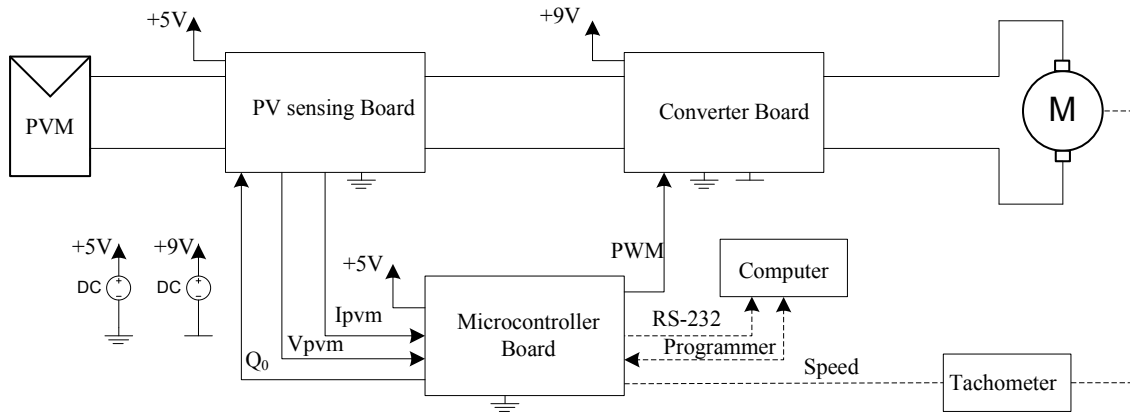 +5V
+9V
PVM
PV sensing Board
Converter Board
M
+5V
+9V
DC
+
−
DC
+
−
+5V
PWM
Computer
Ipvm
Vpvm
Q₀
Microcontroller
Board
RS-232
Programmer
Speed
Tachometer